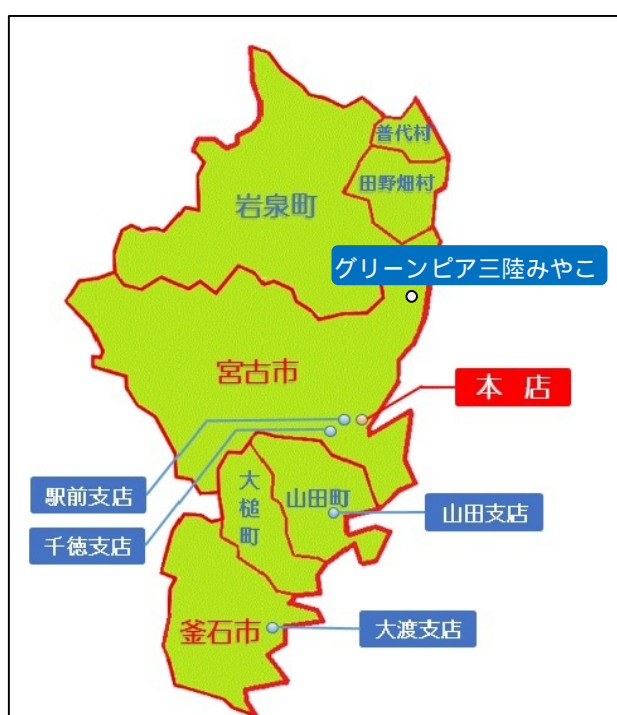 普代村
田野畑村
岩泉町
グリーンピア三陸みやこ
宮古市
本 店
駅前支店
千徳支店
大槌町
山田町
山田支店
釜石市
大渡支店